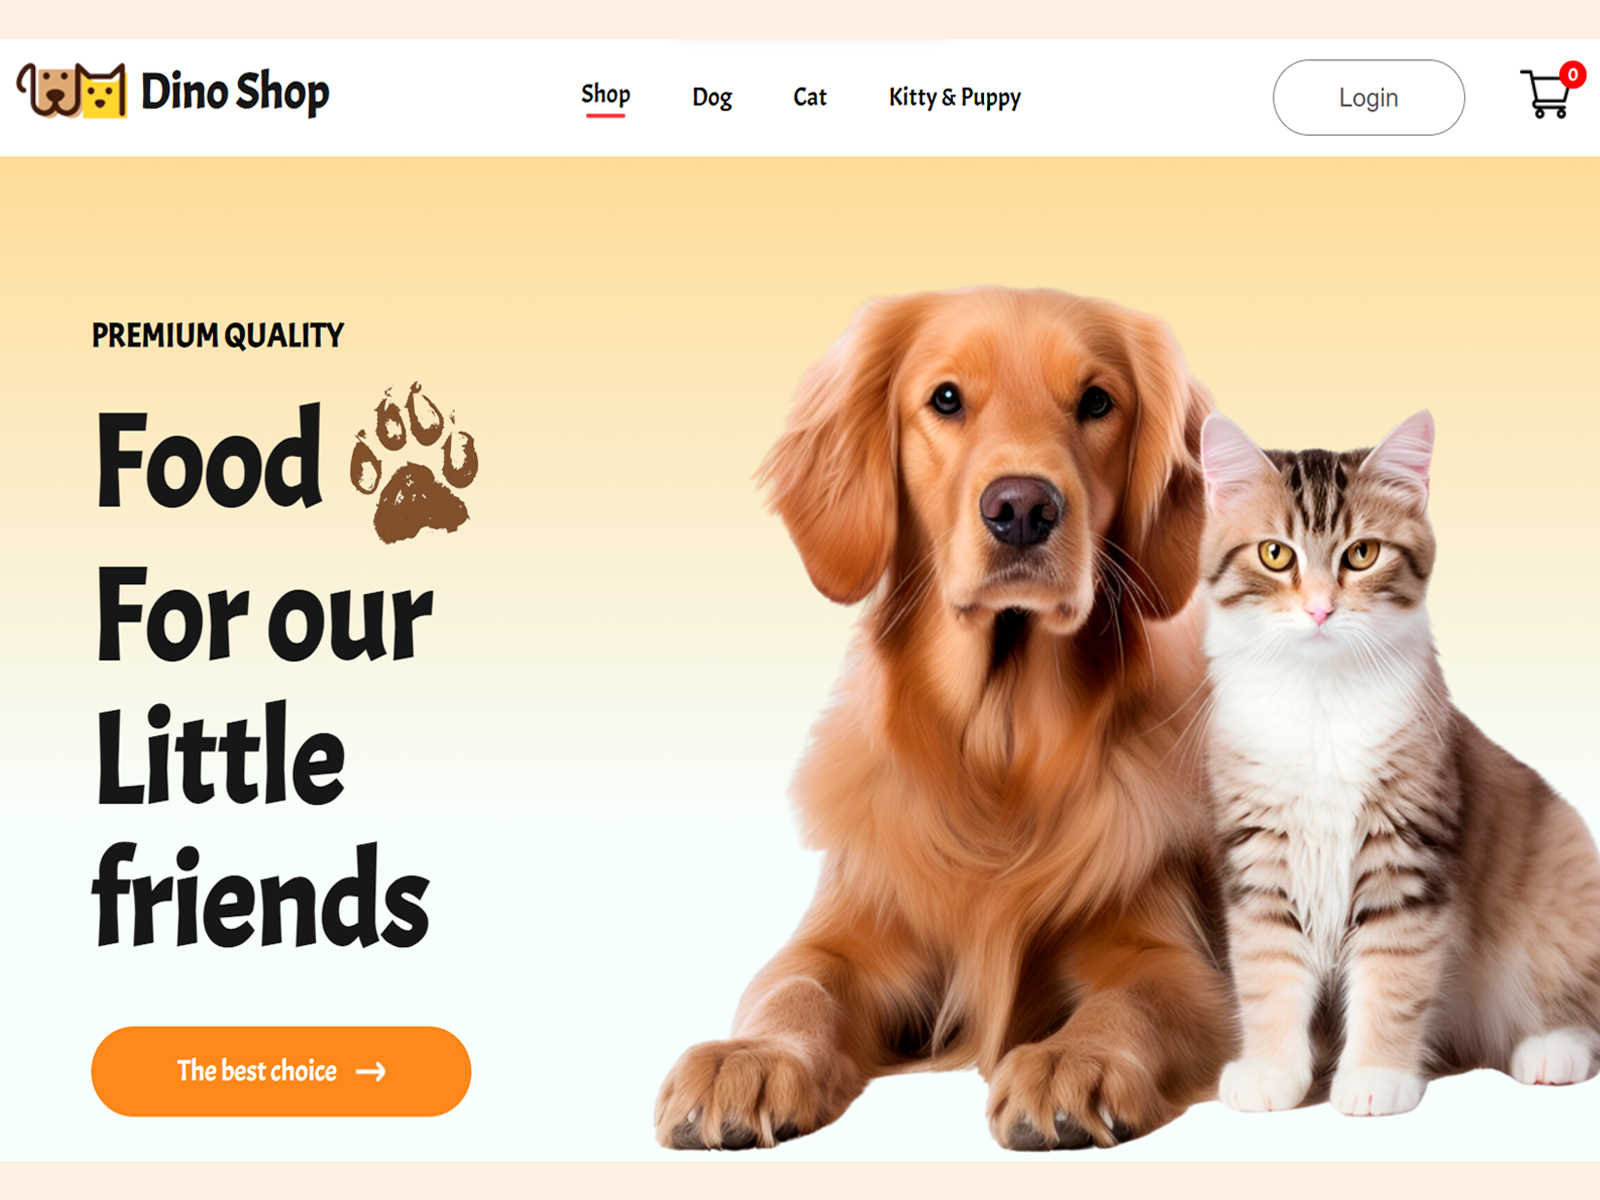 Dino Shop
Shop Dog Cat Kitty & Puppy
Login
0
PREMIUM QUALITY
Food
For our
Little
friends
The best choice →